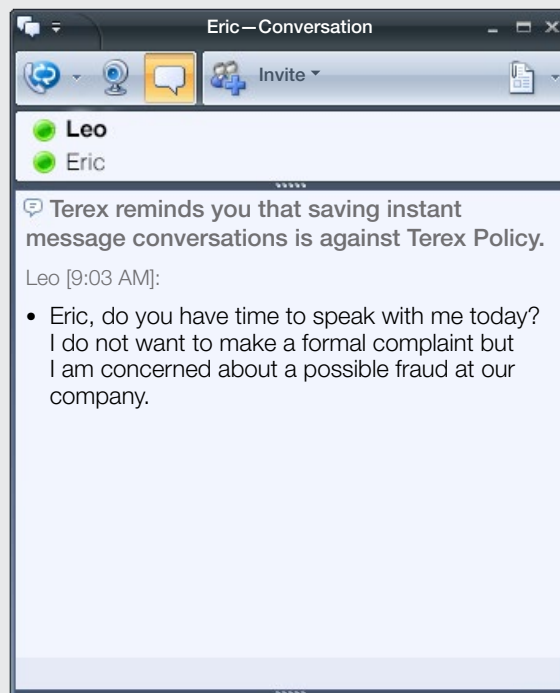 Eric—Conversation
Invite
Leo
Eric
Terex reminds you that saving instant
message conversations is against Terex Policy.
Leo [9:03 AM]:
• Eric, do you have time to speak with me today?
I do not want to make a formal complaint but
I am concerned about a possible fraud at our
company.